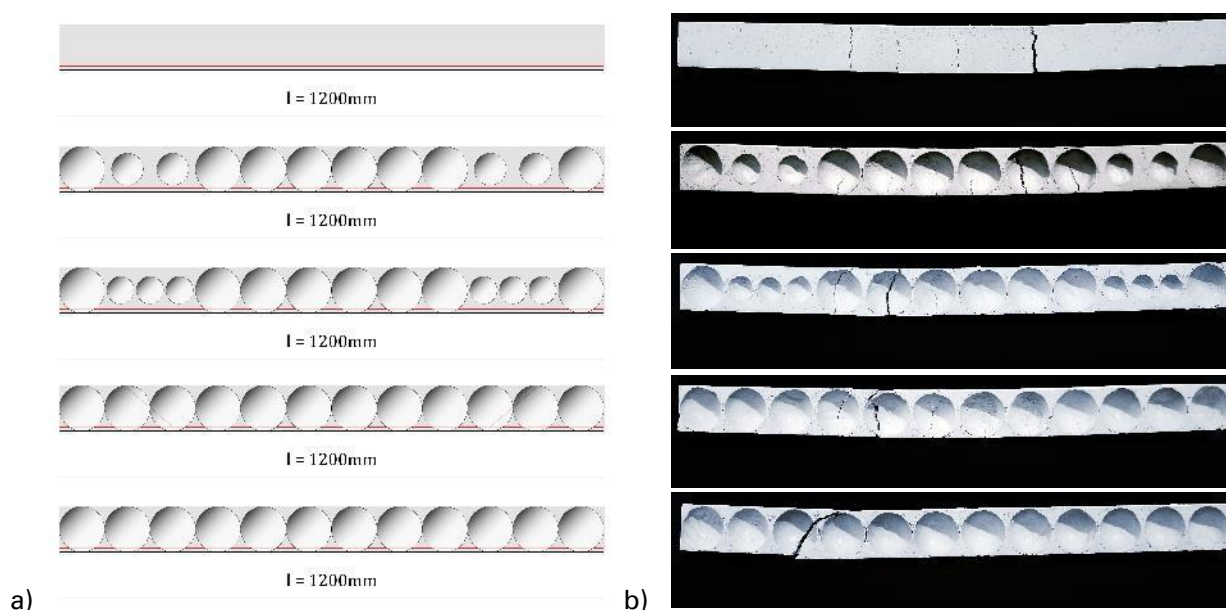 l = 1200mm
l = 1200mm
l = 1200mm
l = 1200mm
l = 1200mm
a)
b)